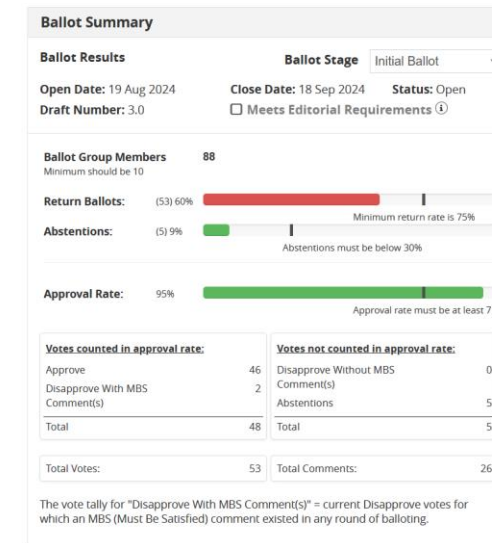 Ballot Summary
Ballot Results
Ballot Stage Initial Ballot
Open Date: 19 Aug 2024 Close Date: 18 Sep 2024 Status: Open
Draft Number: 3.0 Meets Editorial Requirements
Ballot Group Members 88
Minimum should be 10
Return Ballots: (53) 60%
Minimum return rate is 75%
Abstentions: (5) 9%
Abstentions must be below 30%
Approval Rate: 95%
Approval rate must be at least 7
Votes counted in approval rate:
Approve 46
Disapprove With MBS 2
Comment(s)
Total 48
Votes not counted in approval rate:
Disapprove Without MBS 0
Comment(s)
Abstentions 5
Total 5
Total Votes: 53
Total Comments: 26
The vote tally for "Disapprove With MBS Comment(s)" = current Disapprove votes for
which an MBS (Must Be Satisfied) comment existed in any round of balloting.